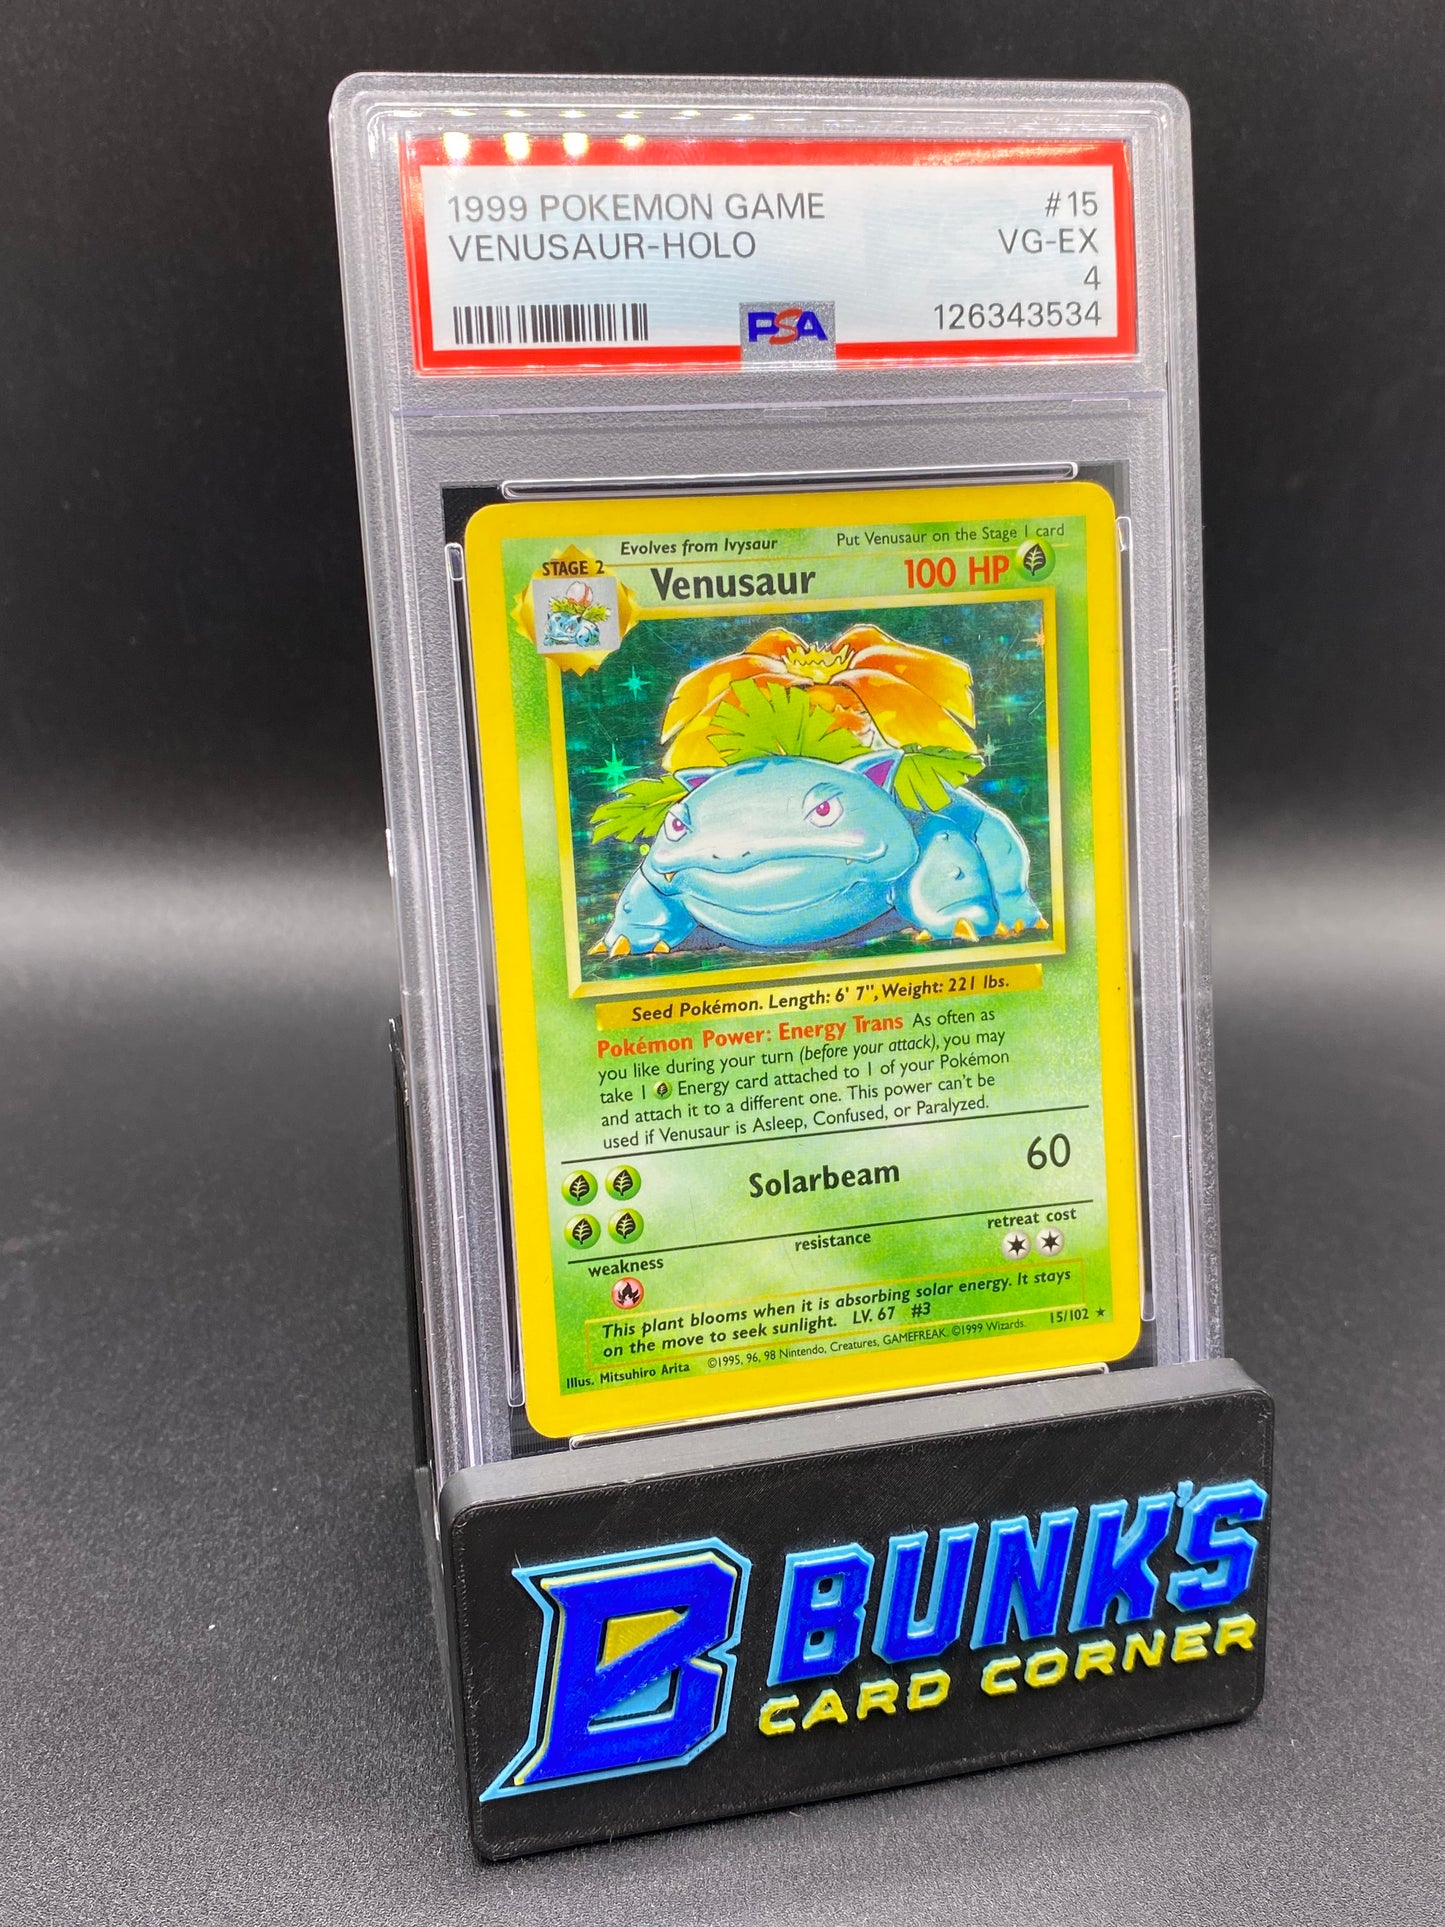 1999 POKEMON GAME #15
VENUSAUR-HOLO VG-EX
4
PSA 126343534
Evolves from Ivysaur Put Venusaur on the Stage 1 card
STAGE 2
Venusaur 100 HP
Seed Pokémon. Length: 6' 7", Weight: 221 lbs.
Pokémon Power: Energy Trans As often as
you like during your turn (before your attack), you may
take 1 Energy card attached to 1 of your Pokémon
and attach it to a different one. This power can't be
used if Venusaur is Asleep, Confused, or Paralyzed.
Solarbeam 60
weakness resistance retreat cost
This plant blooms when it is absorbing solar energy. It stays
on the move to seek sunlight. LV. 67 #3
Illus. Mitsuhiro Arita ©1995, 96, 98 Nintendo, Creatures, GAMEFREAK. ©1999 Wizards. 15/102 ★
B BUNK'S
CARD CORNER